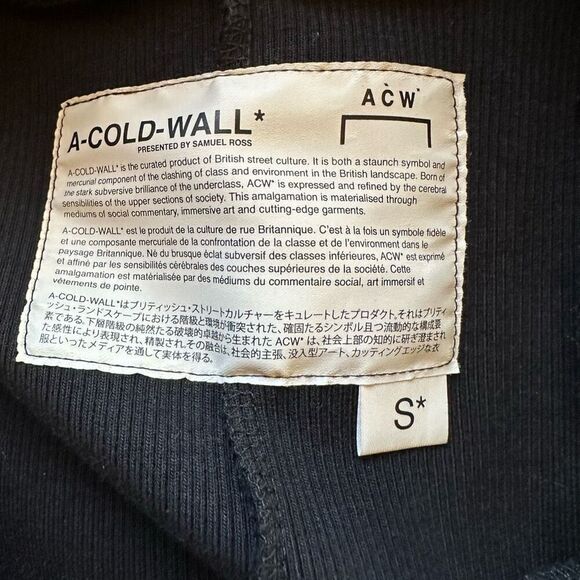 A-COLD-WALL*
PRESENTED BY SAMUEL ROSS
ACW*
A-COLD-WALL* is the curated product of British street culture. It is both a staunch symbol and
mercurial component of the clashing of class and environment in the British landscape. Born of
the stark subversive brilliance of the underclass, ACW* is expressed and refined by the cerebral
sensibilities of the upper sections of society. This amalgamation is materialised through
mediums of social commentary, immersive art and cutting-edge garments.
A-COLD-WALL* est le produit de la culture de rue Britannique. C'est à la fois un symbole fidèle
et une composante mercuriale de la confrontation de la classe et de l'environment dans le
paysage Britannique. Né du brusque éclat subversif des classes inférieures, ACW* est exprimé
et affiné par les sensibilités cérébrales des couches supérieures de la société. Cette
amalgamation est matérialisée par des médiums du commentaire social, art immersif et
vêtements de pointe.
A-COLD-WALL*はブリティッシュ・ストリートカルチャーをキュレートしたプロダクト、それはブリティ
ッシュ・ランドスケープにおける階級と環境が衝突された、確固たるシンボル且つ流動的な構成要
素である。下層階級の純然たる破壊的卓越から生まれた ACW* は、社会上部の知的に研ぎ澄まされ
た感性により表現され、精製され、その融合は、社会的主張、没入型アート、カッティングエッジな衣
服といったメディアを通して実体を得る。
S*